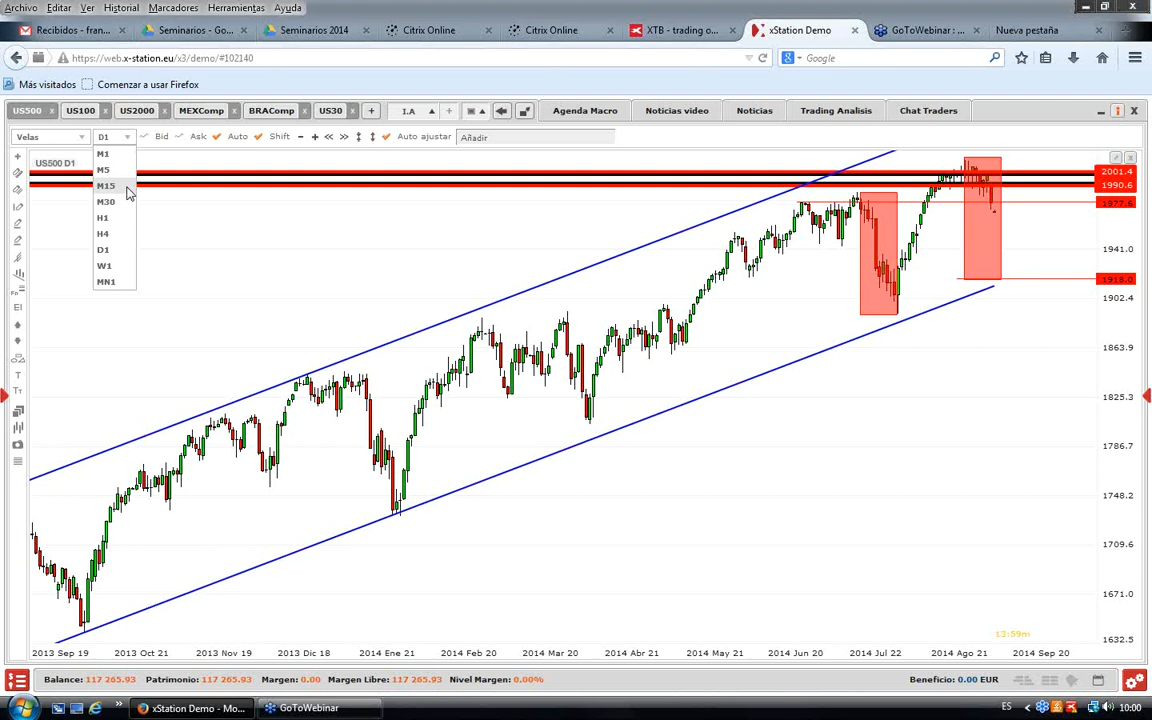 Archivo Editar Ver Historial Marcadores Herramientas Ayuda
Recibidos - fran... Seminarios - Go... Seminarios 2014 Citrix Online Citrix Online XTB - trading o... xStation Demo GoToWebinar : ... Nueva pestaña
https://web.x-station.eu/x3/demo/#102140
Google
Más visitados Comenzar a usar Firefox
US500 US100 US2000 MEXComp BRAComp US30 I.A Agenda Macro Noticias video Noticias Trading Analisis Chat Traders
Velas D1 Bid Ask Auto Shift Auto ajustar Añadir
US500 D1
M1
M5
M15
M30
H1
H4
D1
W1
MN1
2001.4
1990.6
1977.6
1941.0
1918.0
1902.4
1863.9
1825.3
1786.7
1748.2
1709.6
1671.0
1632.5
Fn
EI
T
TT
13:59m
2013 Sep 19 2013 Oct 21 2013 Nov 19 2013 Dic 18 2014 Ene 21 2014 Feb 20 2014 Mar 20 2014 Abr 21 2014 May 21 2014 Jun 20 2014 Jul 22 2014 Ago 21 2014 Sep 20
Balance: 117 265.93 Patrimonio: 117 265.93 Margen: 0.00 Margen Libre: 117 265.93 Nivel Margen: 0.00% Beneficio: 0.00 EUR
xStation Demo - Mo... GoToWebinar ES 10:00